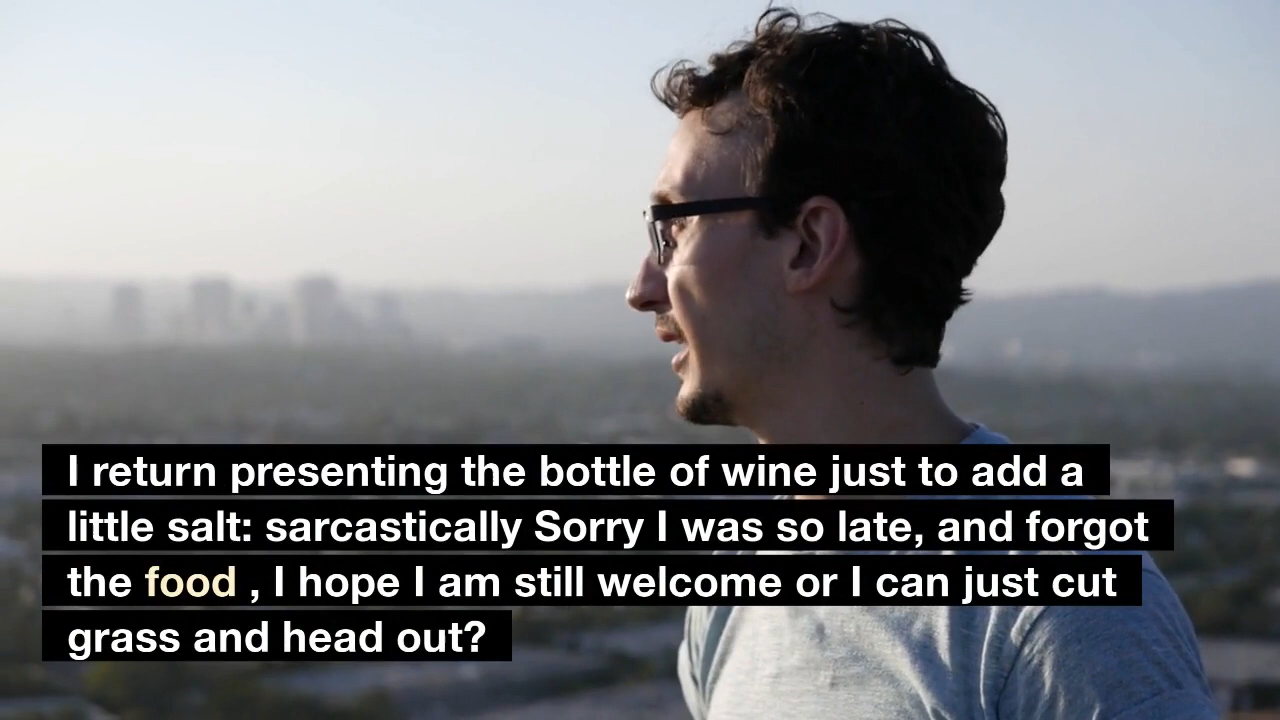 I return presenting the bottle of wine just to add a
little salt: sarcastically Sorry I was so late, and forgot
the food , I hope I am still welcome or I can just cut
grass and head out?